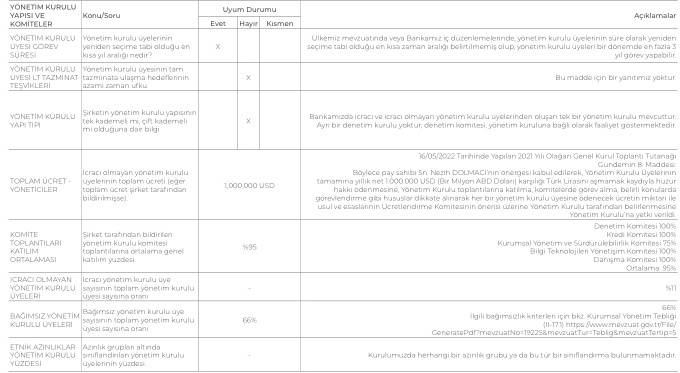 YÖNETİM KURULU
YAPISI VE
KOMİTELER
Konu/Soru
Uyum Durumu
Evet
Hayır
Kısmen
Açıklamalar
YÖNETİM KURULU
ÜYESİ GÖREV
SÜRESİ
Yönetim kurulu üyelerinin
yeniden seçime tabi olduğu en
kısa yıl aralığı nedir?
X
Ülkemiz mevzuatında veya Bankamız iç düzenlemelerinde, yönetim kurulu üyelerinin süre olarak yeniden
seçime tabi olduğu en kısa zaman aralığı belirtilmemiş olup, yönetim kurulu üyeleri bir dönemde en fazla 3
yıl görev yapabilir.
YÖNETİM KURULU
ÜYESİ LT TAZMİNAT
TEŞVİKLERİ
Yönetim kurulu üyesinin tam
tazminata ulaşma hedeflerinin
azami zaman ufku.
X
Bu madde için bir yanıtımız yoktur.
YÖNETİM KURULU
YAPI TİPİ
Şirketin yönetim kurulu yapısının
tek kademeli mi, çift kademeli
mi olduğuna dair bilgi
X
Bankamızda icracı ve icracı olmayan yönetim kurulu üyelerinden oluşan tek bir yönetim kurulu mevcuttur.
Ayrı bir denetim kurulu yoktur, denetim komitesi, yönetim kuruluna bağlı olarak faaliyet göstermektedir.
TOPLAM ÜCRET -
YÖNETİCİLER
İcracı olmayan yönetim kurulu
üyelerinin toplam ücreti (eğer
toplam ücret şirket tarafından
bildirilmişse).
1,000,000 USD
16/05/2022 Tarihinde Yapılan 2021 Yılı Olağan Genel Kurul Toplantı Tutanağı
Gündemin 8. Maddesi:
Böylece pay sahibi Sn. Nezih DOLMACI'nın önergesi kabul edilerek, Yönetim Kurulu Üyelerinin
tamamına yıllık net 1.000.000 USD (Bir Milyon ABD Doları) karşılığı Türk Lirasını aşmamak kaydıyla huzur
hakkı ödenmesine, Yönetim Kurulu toplantılarına katılma, komitelerde görev alma, belirli konularda
görevlendirme gibi hususlar dikkate alınarak her bir yönetim kurulu üyesine ödenecek ücretin miktarı ile
usul ve esaslarının Ücretlendirme Komitesinin önerisi üzerine Yönetim Kurulu tarafından belirlenmesine
Yönetim Kurulu'na yetki verildi.
KOMİTE
TOPLANTILARI
KATILIM
ORTALAMASI
Şirket tarafından bildirilen
yönetim kurulu komitesi
toplantılarına ortalama genel
katılım yüzdesi.
%95
Denetim Komitesi 100%
Kredi Komitesi 100%
Kurumsal Yönetim ve Sürdürülebilirlik Komitesi 75%
Bilgi Teknolojileri Yönetişim Komitesi 100%
Danışma Komitesi 100%
Ortalama 95%
İCRACI OLMAYAN
YÖNETİM KURULU
ÜYELERİ
İcracı yönetim kurulu üye
sayısının toplam yönetim kurulu
üyesi sayısına oranı
-
%11
BAĞIMSIZ YÖNETİM
KURULU ÜYELERİ
Bağımsız yönetim kurulu üye
sayısının toplam yönetim kurulu
üyesi sayısına oranı
66%
66%
İlgili bağımsızlık kriterleri için bkz: Kurumsal Yönetim Tebliği
(II-17.1) https://www.mevzuat.gov.tr/File/
GeneratePdf?mevzuatNo=19225&mevzuatTur=Teblig&mevzuatTertip=5
ETNİK AZINLIKLAR
YÖNETİM KURULU
YÜZDESİ
Azınlık grupları altında
sınıflandırılan yönetim kurulu
üyelerinin yüzdesi.
-
Kurulumuzda herhangi bir azınlık grubu ya da bu tür bir sınıflandırma bulunmamaktadır.